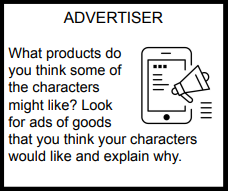 ADVERTISER
What products do
you think some of
the characters
might like? Look
for ads of goods
that you think your characters
would like and explain why.